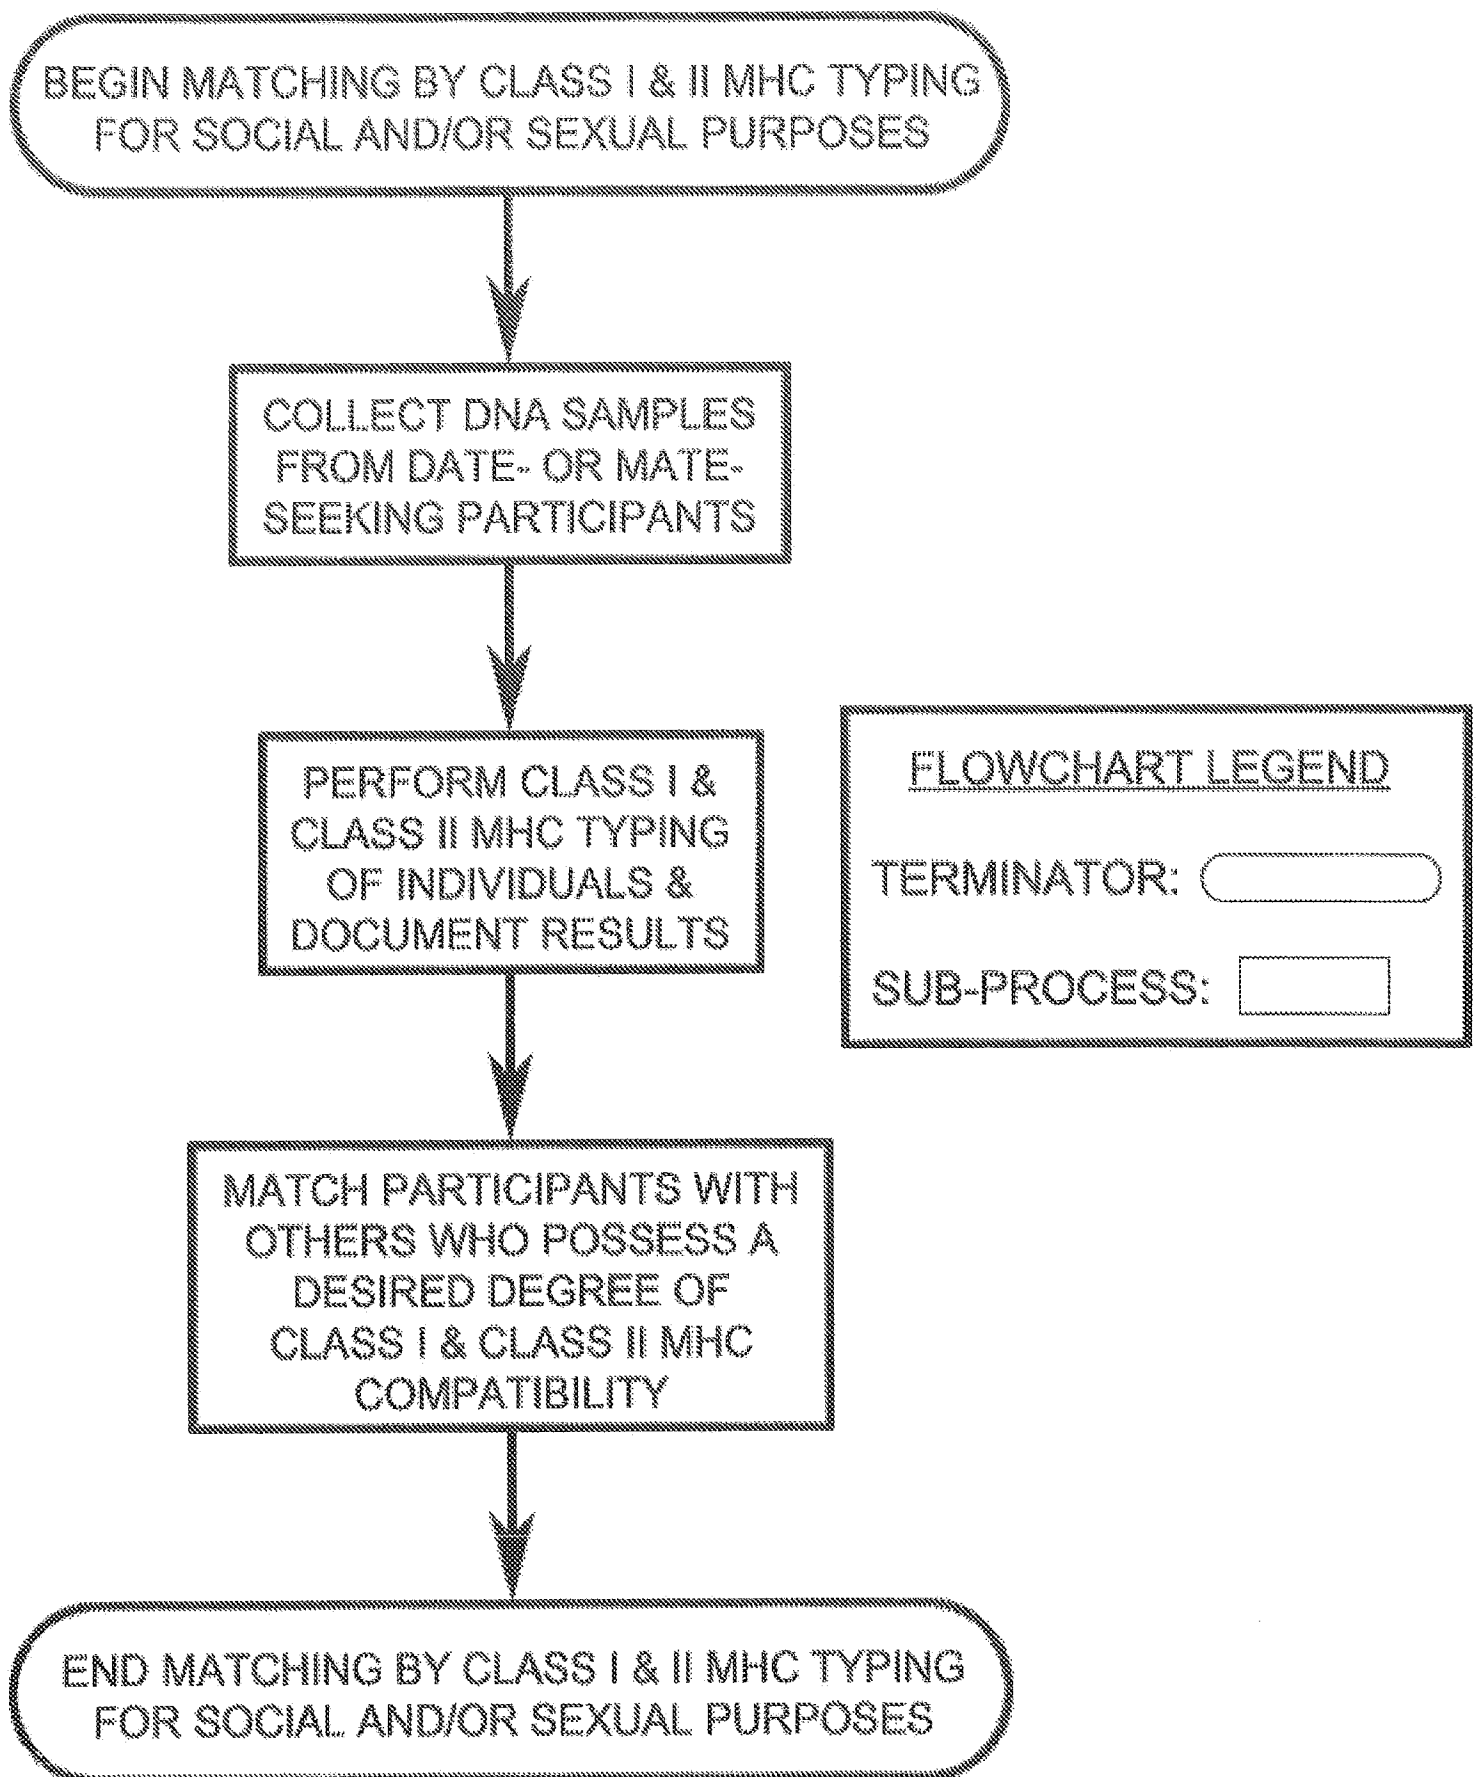 BEGIN MATCHING BY CLASS I & II MHC TYPING
FOR SOCIAL AND/OR SEXUAL PURPOSES
COLLECT DNA SAMPLES
FROM DATE- OR MATE-
SEEKING PARTICIPANTS
PERFORM CLASS I &
CLASS II MHC TYPING
OF INDIVIDUALS &
DOCUMENT RESULTS
FLOWCHART LEGEND
TERMINATOR:
SUB-PROCESS:
MATCH PARTICIPANTS WITH
OTHERS WHO POSSESS A
DESIRED DEGREE OF
CLASS I & CLASS II MHC
COMPATIBILITY
END MATCHING BY CLASS I & II MHC TYPING
FOR SOCIAL AND/OR SEXUAL PURPOSES